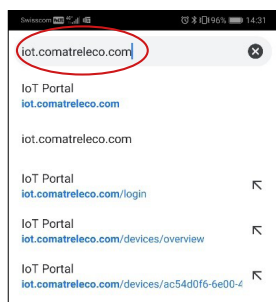 Swisscom 96% 14:31
iot.comatreleco.com
IoT Portal
iot.comatreleco.com
iot.comatreleco.com
IoT Portal
iot.comatreleco.com/login
IoT Portal
iot.comatreleco.com/devices/overview
IoT Portal
iot.comatreleco.com/devices/ac54d0f6-6e00-4